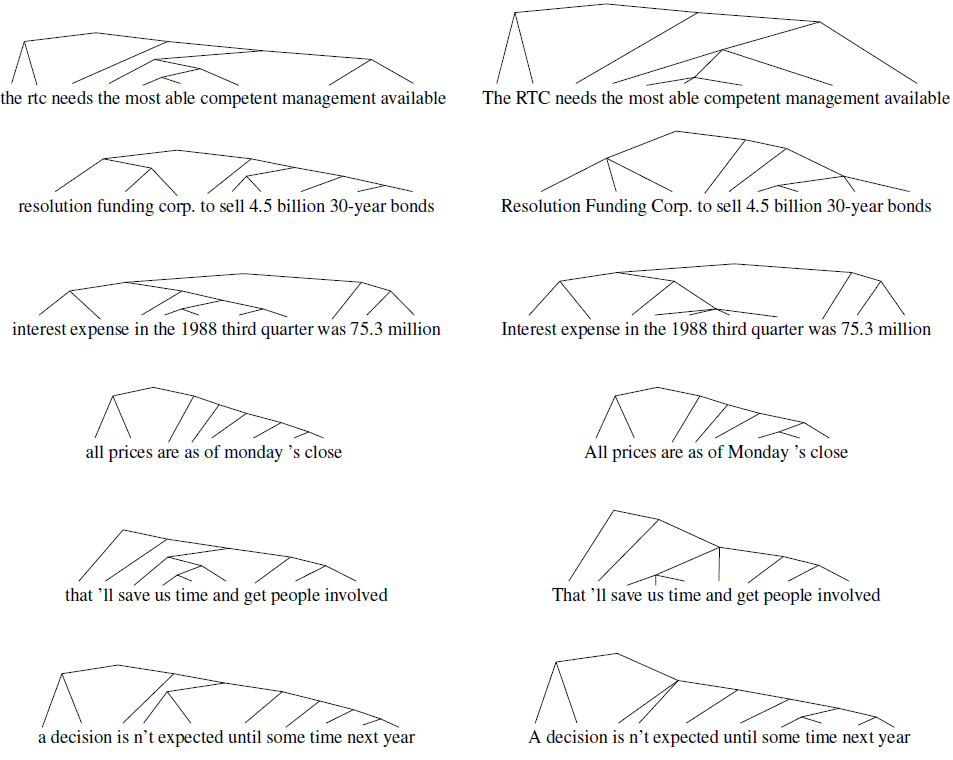 the rtc needs the most able competent management available
The RTC needs the most able competent management available
resolution funding corp. to sell 4.5 billion 30-year bonds
Resolution Funding Corp. to sell 4.5 billion 30-year bonds
interest expense in the 1988 third quarter was 75.3 million
Interest expense in the 1988 third quarter was 75.3 million
all prices are as of monday ’s close
All prices are as of Monday ’s close
that ’ll save us time and get people involved
That ’ll save us time and get people involved
a decision is n’t expected until some time next year
A decision is n’t expected until some time next year